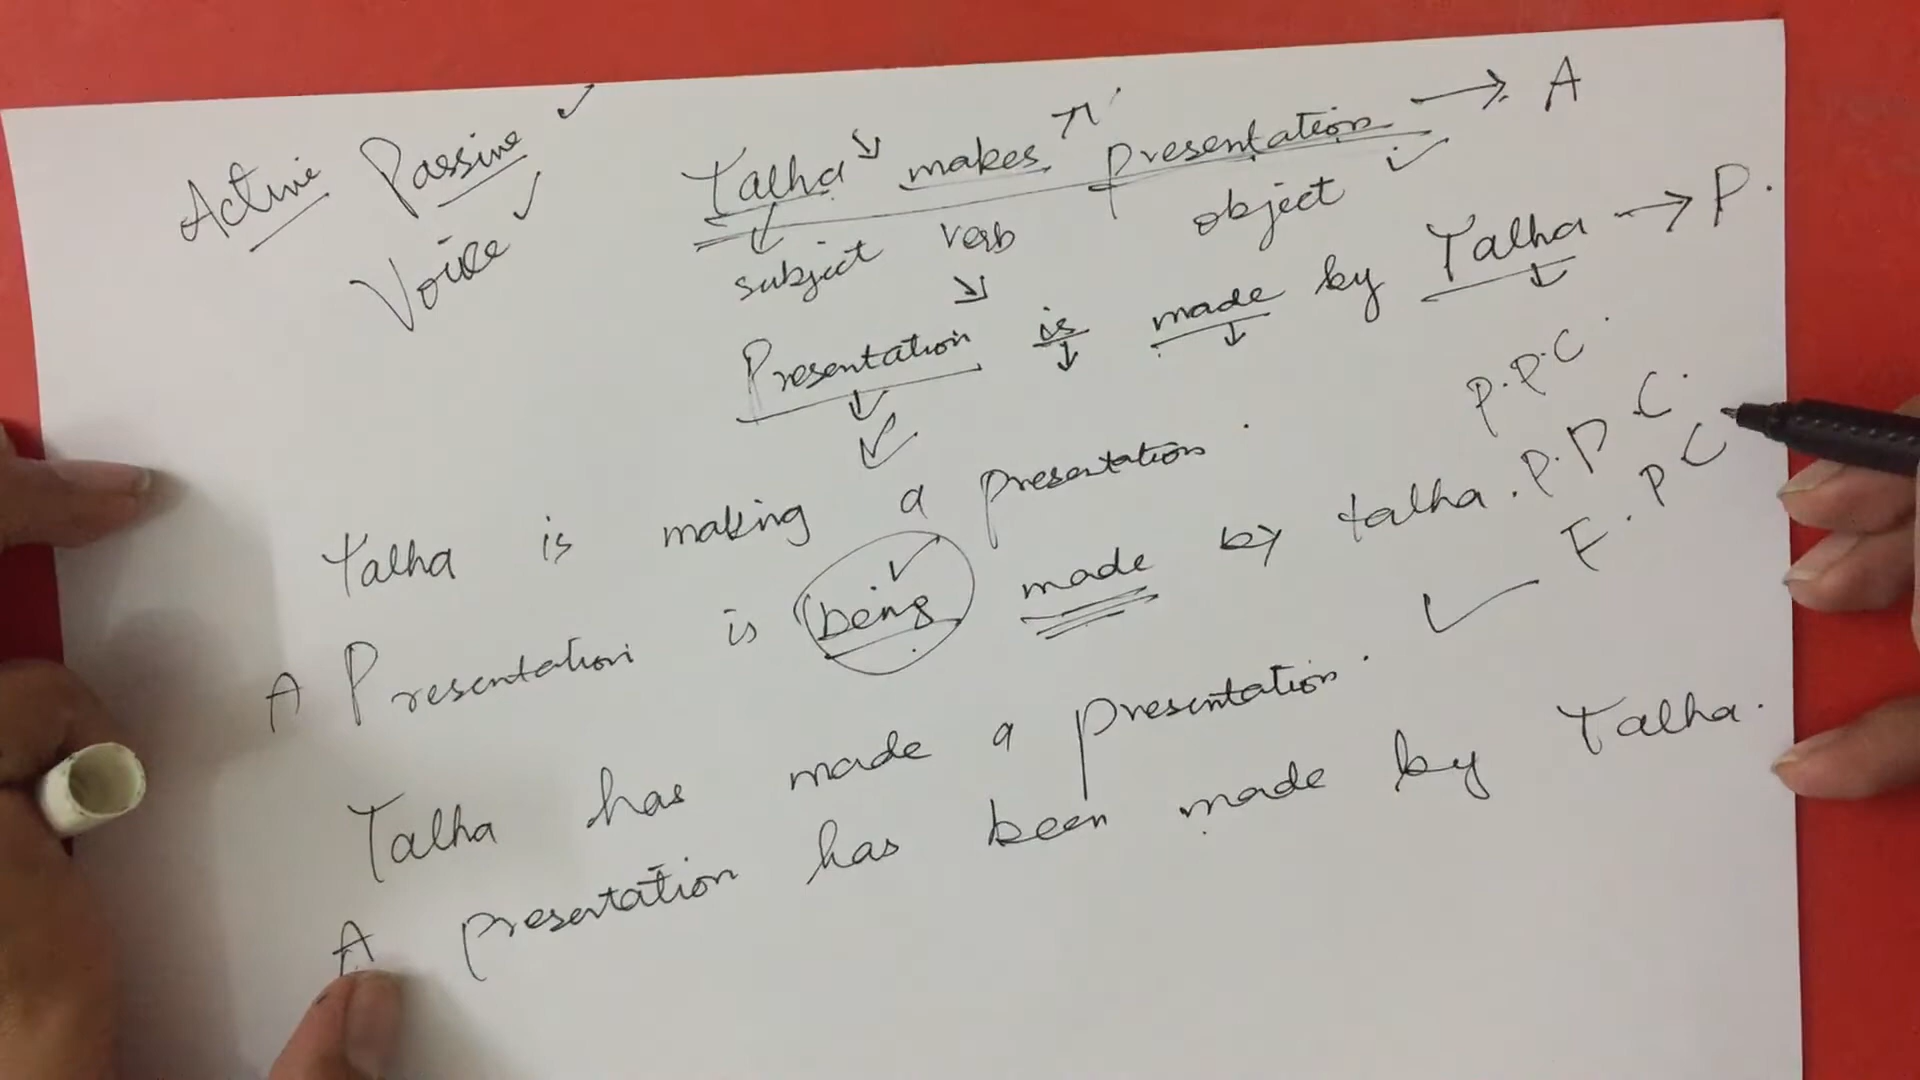 Active Passive
Voice
Talha makes presentation → A
subject verb object
Presentation is made by Talha → P.
P.P.C
Talha is making a presentation.
P.P.C.
A Presentation is being made by talha.
F.P.C
Talha has made a presentation.
A presentation has been made by Talha.